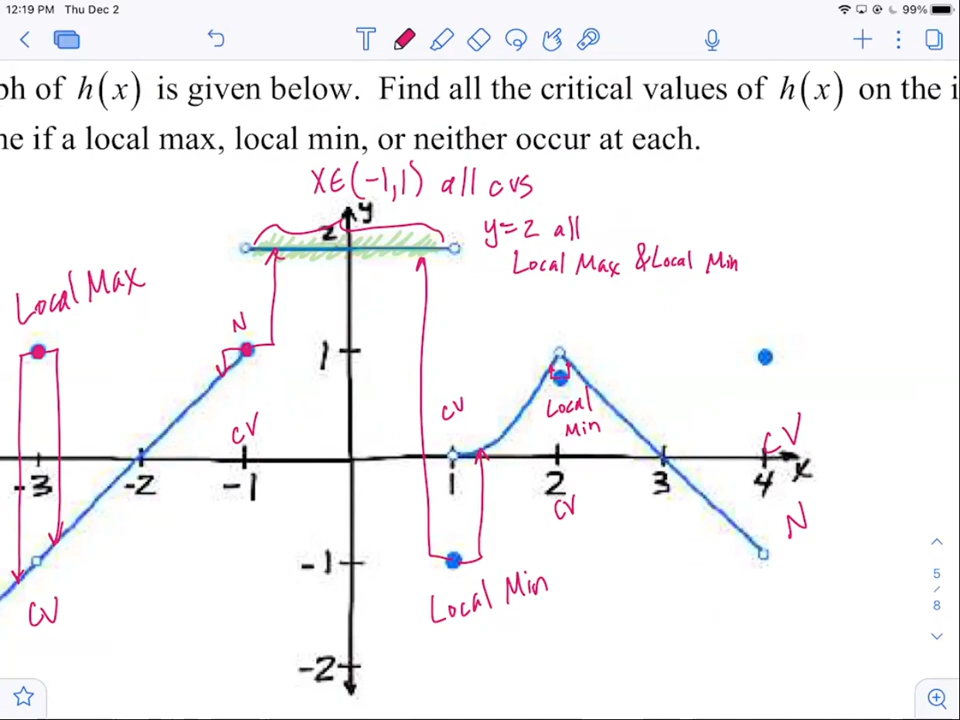 12:19 PM Thu Dec 2
99%
T
ph of h(x) is given below. Find all the critical values of h(x) on the i
ne if a local max, local min, or neither occur at each.
X∈(-1,1) all cvs
y
2
y=2 all
Local Max & Local Min
Local Max
N
1
CV
CV
Local
Min
CV
-3 -2 -1 1 2 3 4 x
CV
N
-1
CV
Local Min
-2
5
/
8